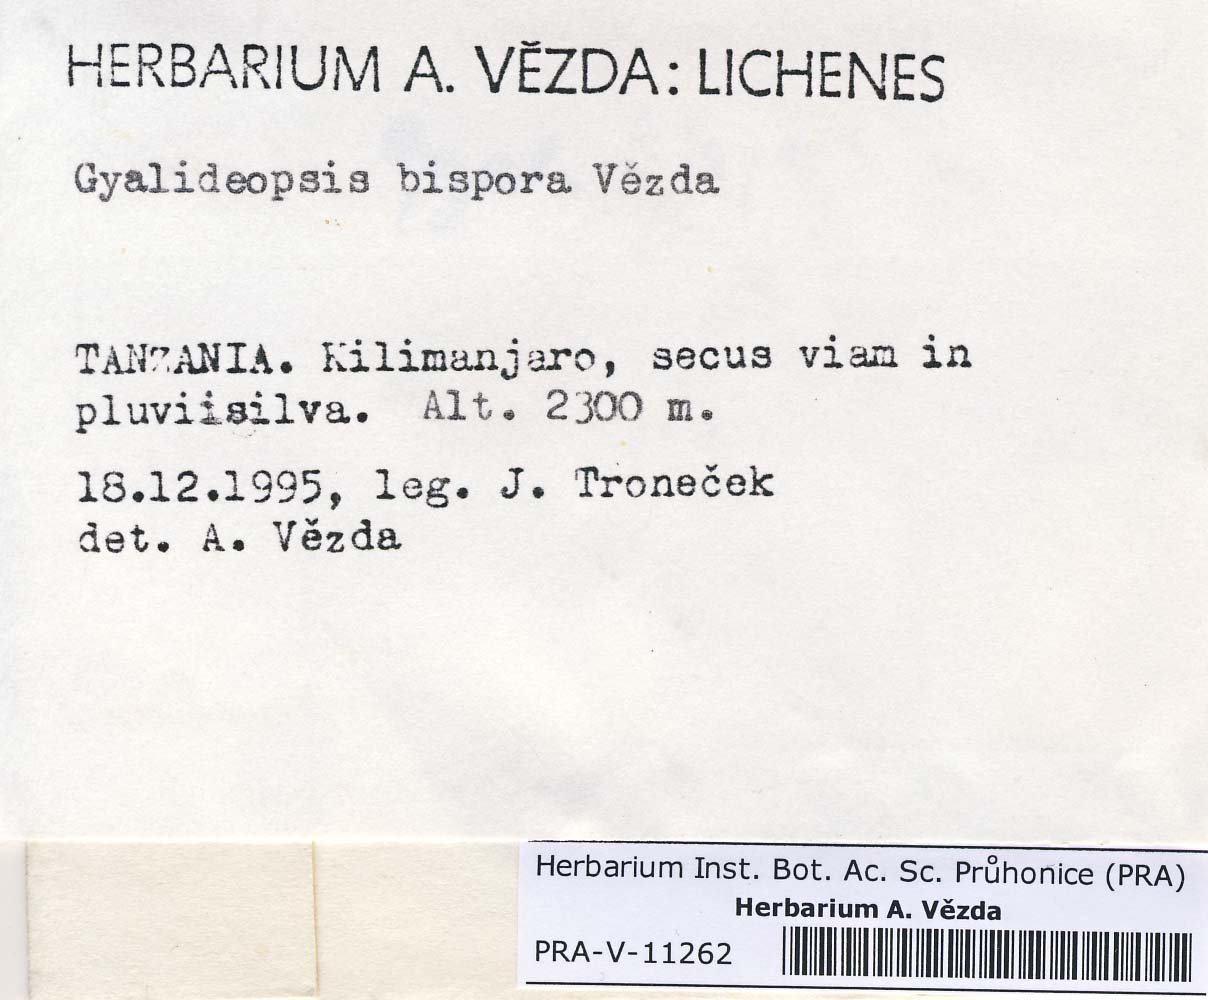 HERBARIUM A. VĚZDA: LICHENES
Gyalideopsis bispora Vězda
TANZANIA. Kilimanjaro, secus viam in
pluviisilva. Alt. 2300 m.
18.12.1995, leg. J. Troneček
det. A. Vězda
Herbarium Inst. Bot. Ac. Sc. Průhonice (PRA)
Herbarium A. Vězda
PRA-V-11262